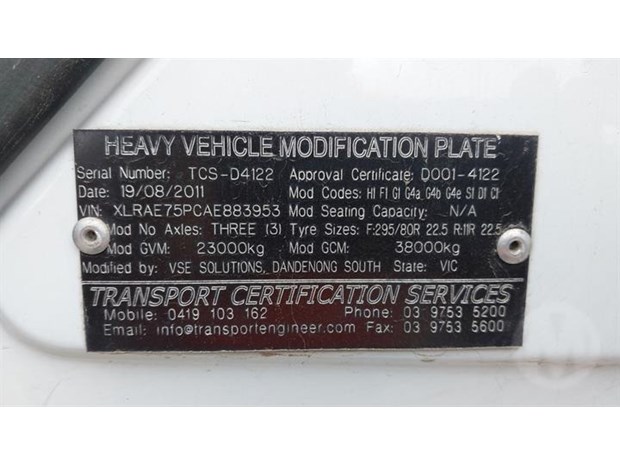 HEAVY VEHICLE MODIFICATION PLATE
Serial Number: TCS-D4122 Approval Certificate: D001-4122
Date: 19/08/2011 Mod Codes: H1 F1 G1 G4a G4b G4e S1 D1 C1
VIN: XLRAE75PCAE883953 Mod Seating Capacity: N/A
Mod No Axles: THREE (3) Tyre Sizes: F:295/80R 22.5 R:11R 22.5
Mod GVM: 23000kg Mod GCM: 38000kg
Modified by: VSE SOLUTIONS, DANDENONG SOUTH State: VIC
TRANSPORT CERTIFICATION SERVICES
Mobile: 0419 103 162 Phone: 03 9753 5200
Email: info@transportengineer.com Fax: 03 9753 5600